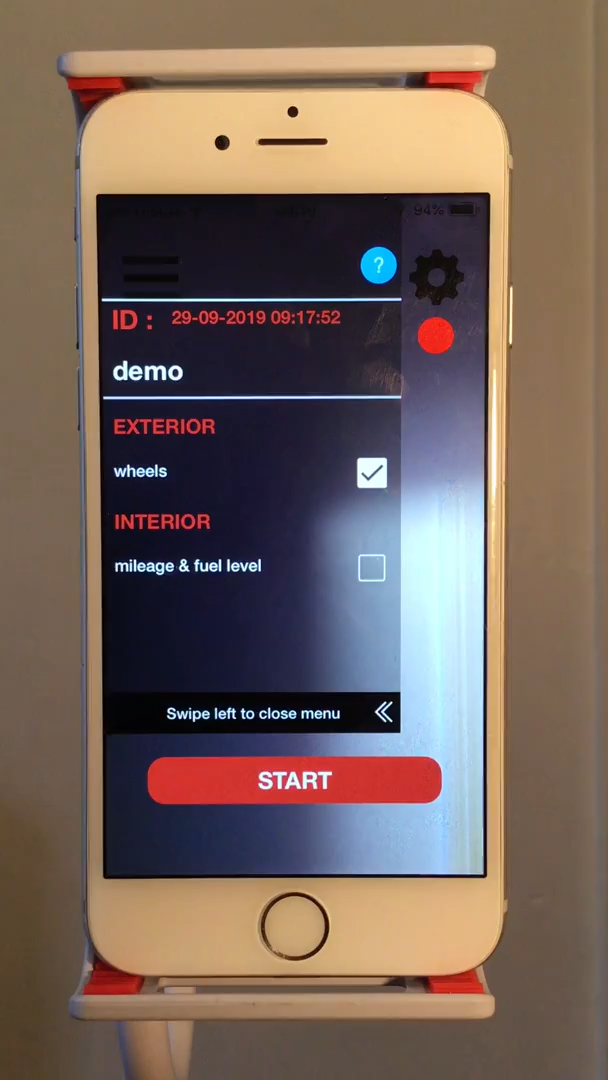 94%
?
ID : 29-09-2019 09:17:52
demo
EXTERIOR
wheels
INTERIOR
mileage & fuel level
Swipe left to close menu
START